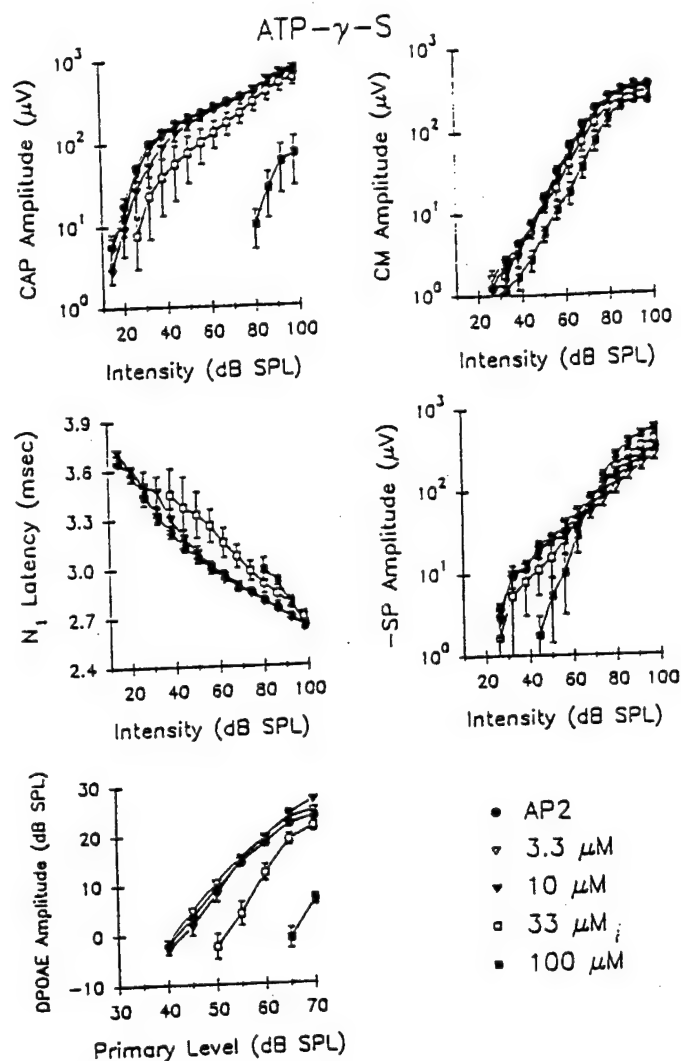 ATP-γ-S
CAP Amplitude (μV)
10³
10²
10¹
10⁰
20 40 60 80 100
Intensity (dB SPL)
CM Amplitude (μV)
10³
10²
10¹
10⁰
20 40 60 80 100
Intensity (dB SPL)
N₁ Latency (msec)
3.9
3.6
3.3
3.0
2.7
2.4
20 40 60 80 100
Intensity (dB SPL)
-SP Amplitude (μV)
10³
10²
10¹
10⁰
20 40 60 80 100
Intensity (dB SPL)
DPOAE Amplitude (dB SPL)
30
20
10
0
-10
30 40 50 60 70
Primary Level (dB SPL)
AP2
3.3 μM
10 μM
33 μM
100 μM